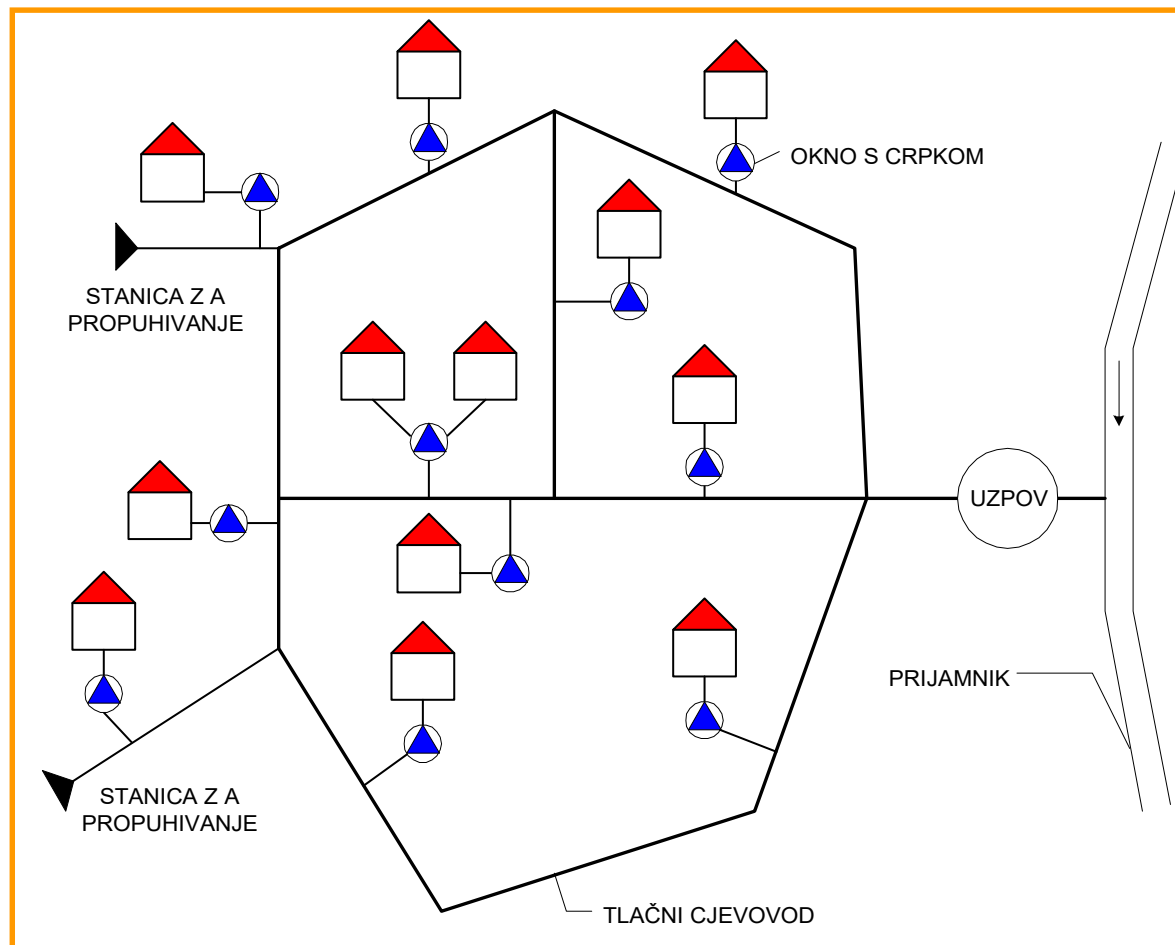 OKNO S CRPKOM
STANICA Z A
PROPUHIVANJE
UZPOV
PRIJAMNIK
STANICA Z A
PROPUHIVANJE
TLAČNI CJEVOVOD